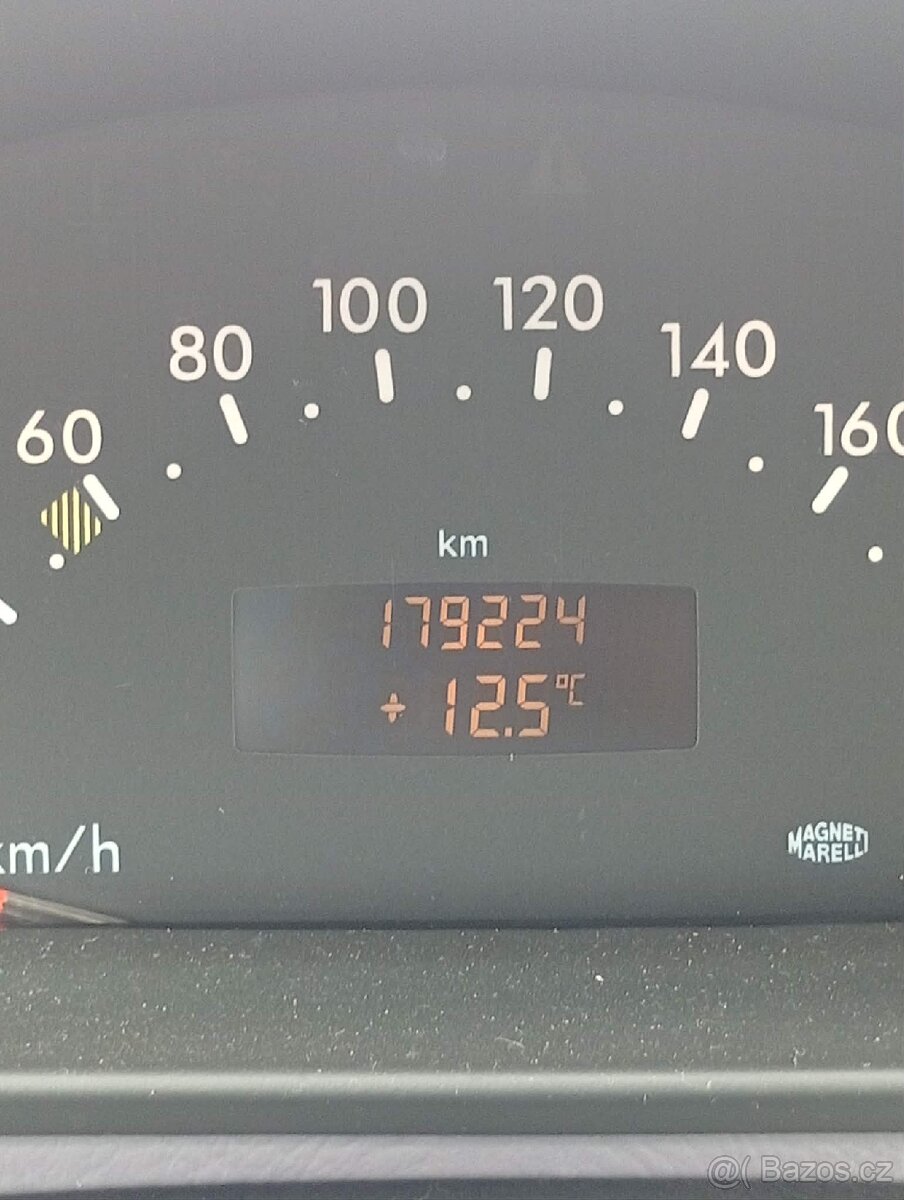 60
80
100
120
140
160
km
179224
+ 12.5 °C
km/h
MAGNETI
MARELLI
@( Bazos.cz